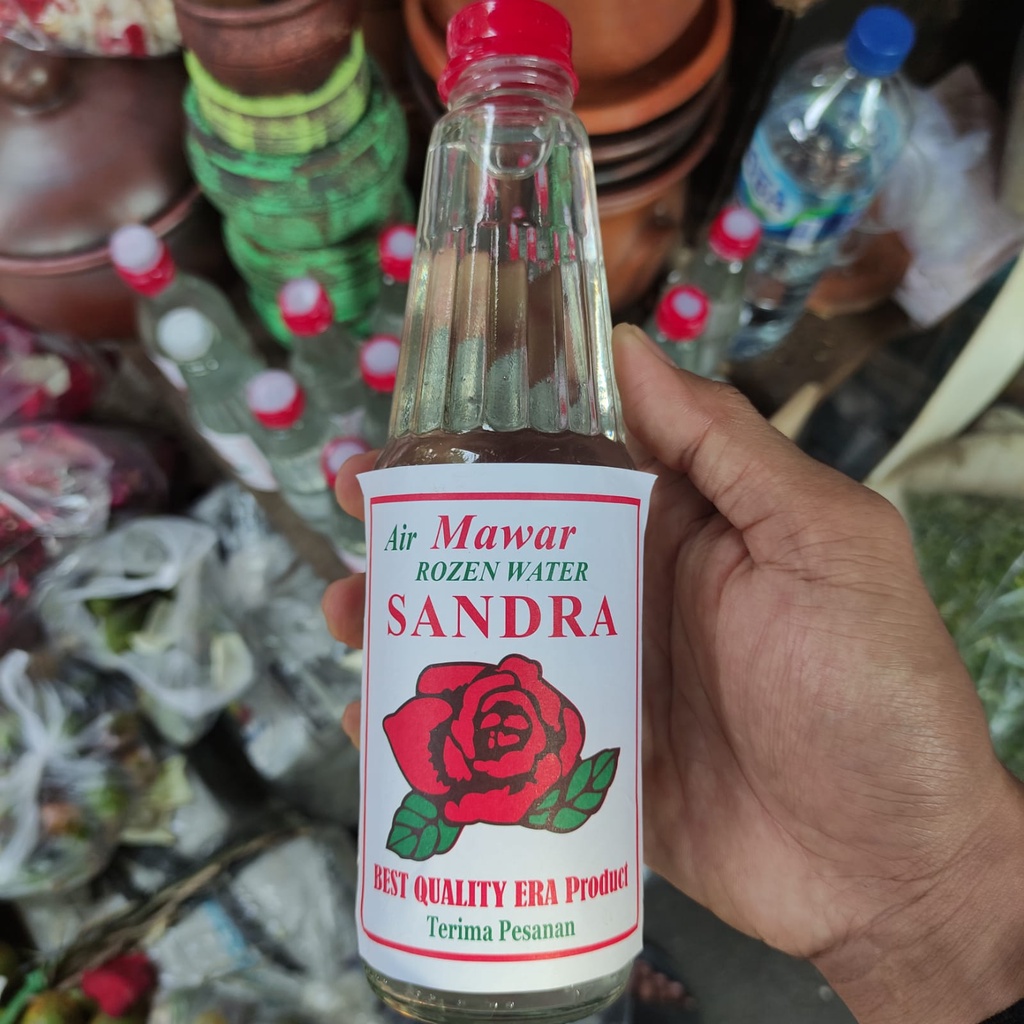 Air Mawar
ROZEN WATER
SANDRA
BEST QUALITY ERA Product
Terima Pesanan